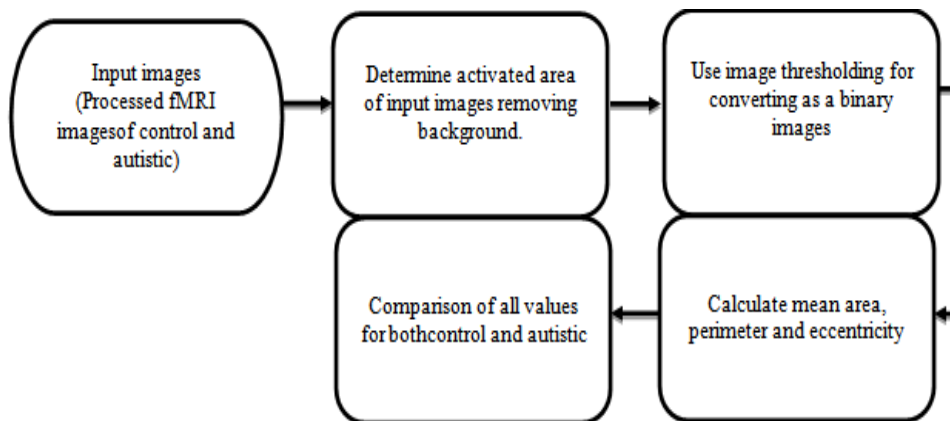 Input images
(Processed fMRI
imagesof control and
autistic)
Determine activated area
of input images removing
background.
Use image thresholding for
converting as a binary
images
Calculate mean area,
perimeter and eccentricity
Comparison of all values
for bothcontrol and autistic